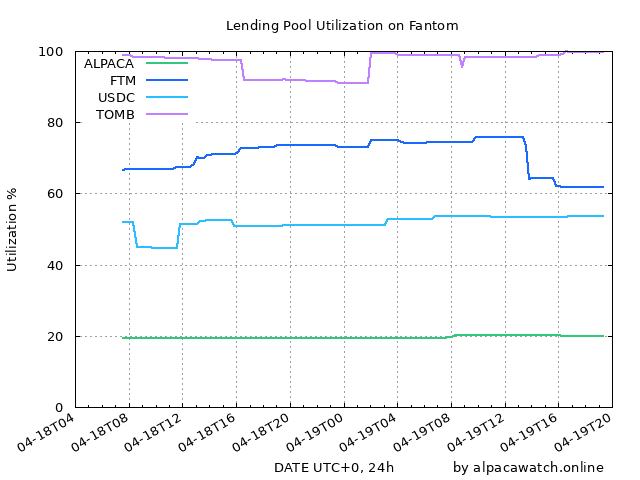 Lending Pool Utilization on Fantom
Utilization %
100
80
60
40
20
0
ALPACA
FTM
USDC
TOMB
04-18T04
04-18T08
04-18T12
04-18T16
04-18T20
04-19T00
04-19T04
04-19T08
04-19T12
04-19T16
04-19T20
DATE UTC+0, 24h
by alpacawatch.online